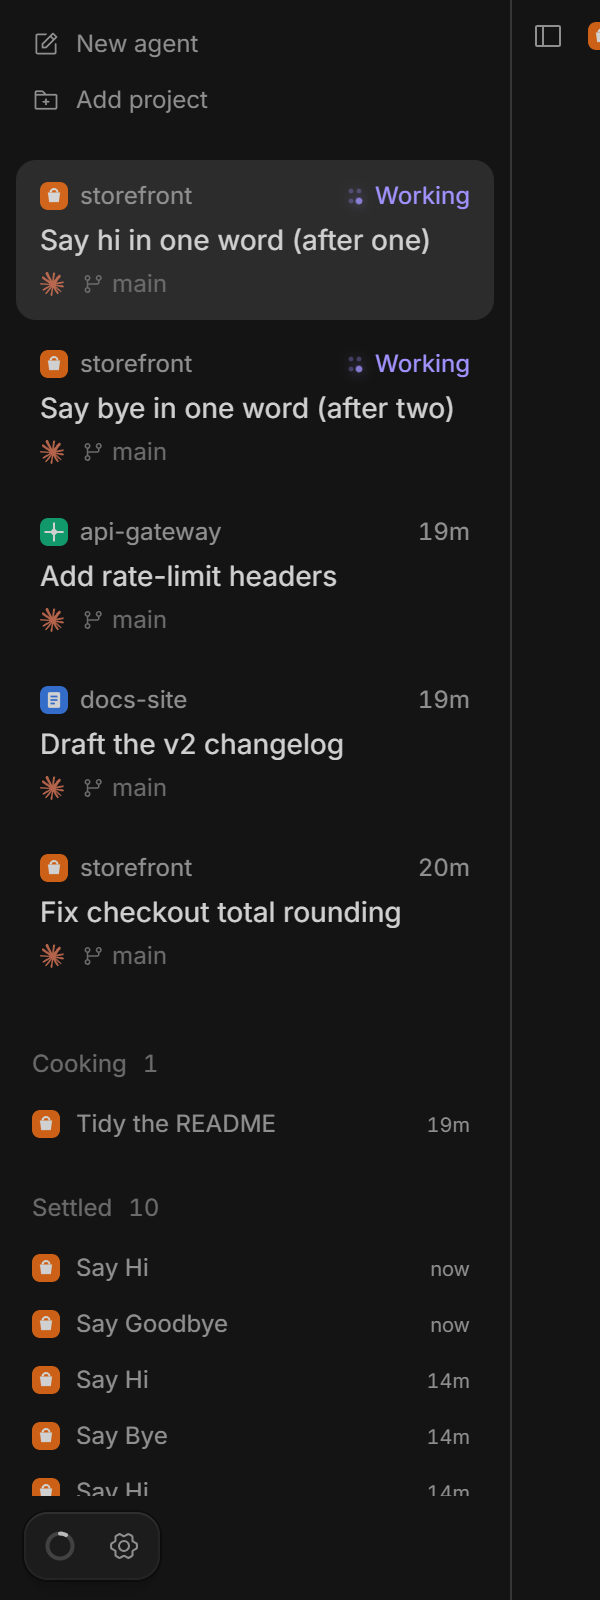 New agent
Add project
storefront Working
Say hi in one word (after one)
main
storefront Working
Say bye in one word (after two)
main
api-gateway 19m
Add rate-limit headers
main
docs-site 19m
Draft the v2 changelog
main
storefront 20m
Fix checkout total rounding
main
Cooking 1
Tidy the README 19m
Settled 10
Say Hi now
Say Goodbye now
Say Hi 14m
Say Bye 14m
Say Hi 14m